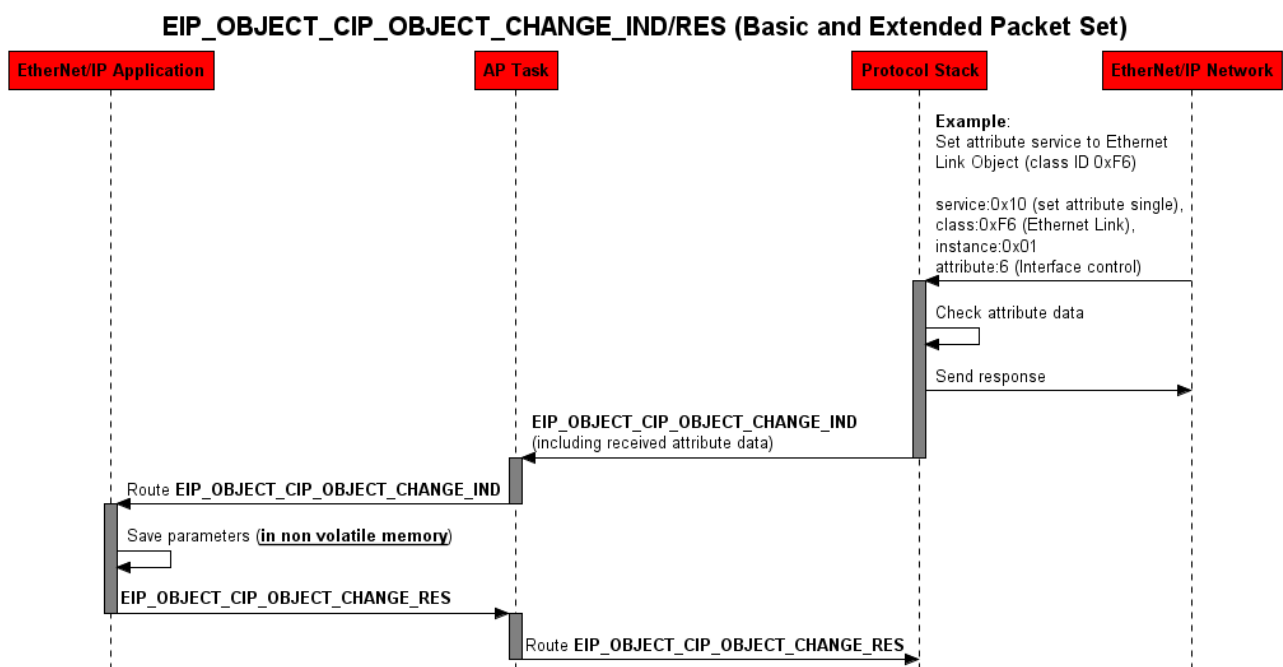 EIP_OBJECT_CIP_OBJECT_CHANGE_IND/RES (Basic and Extended Packet Set)
EtherNet/IP Application
AP Task
Protocol Stack
EtherNet/IP Network
Example:
Set attribute service to Ethernet
Link Object (class ID 0xF6)
service:0x10 (set attribute single),
class:0xF6 (Ethernet Link),
instance:0x01
attribute:6 (Interface control)
Check attribute data
Send response
EIP_OBJECT_CIP_OBJECT_CHANGE_IND
(including received attribute data)
Route EIP_OBJECT_CIP_OBJECT_CHANGE_IND
Save parameters (in non volatile memory)
EIP_OBJECT_CIP_OBJECT_CHANGE_RES
Route EIP_OBJECT_CIP_OBJECT_CHANGE_RES